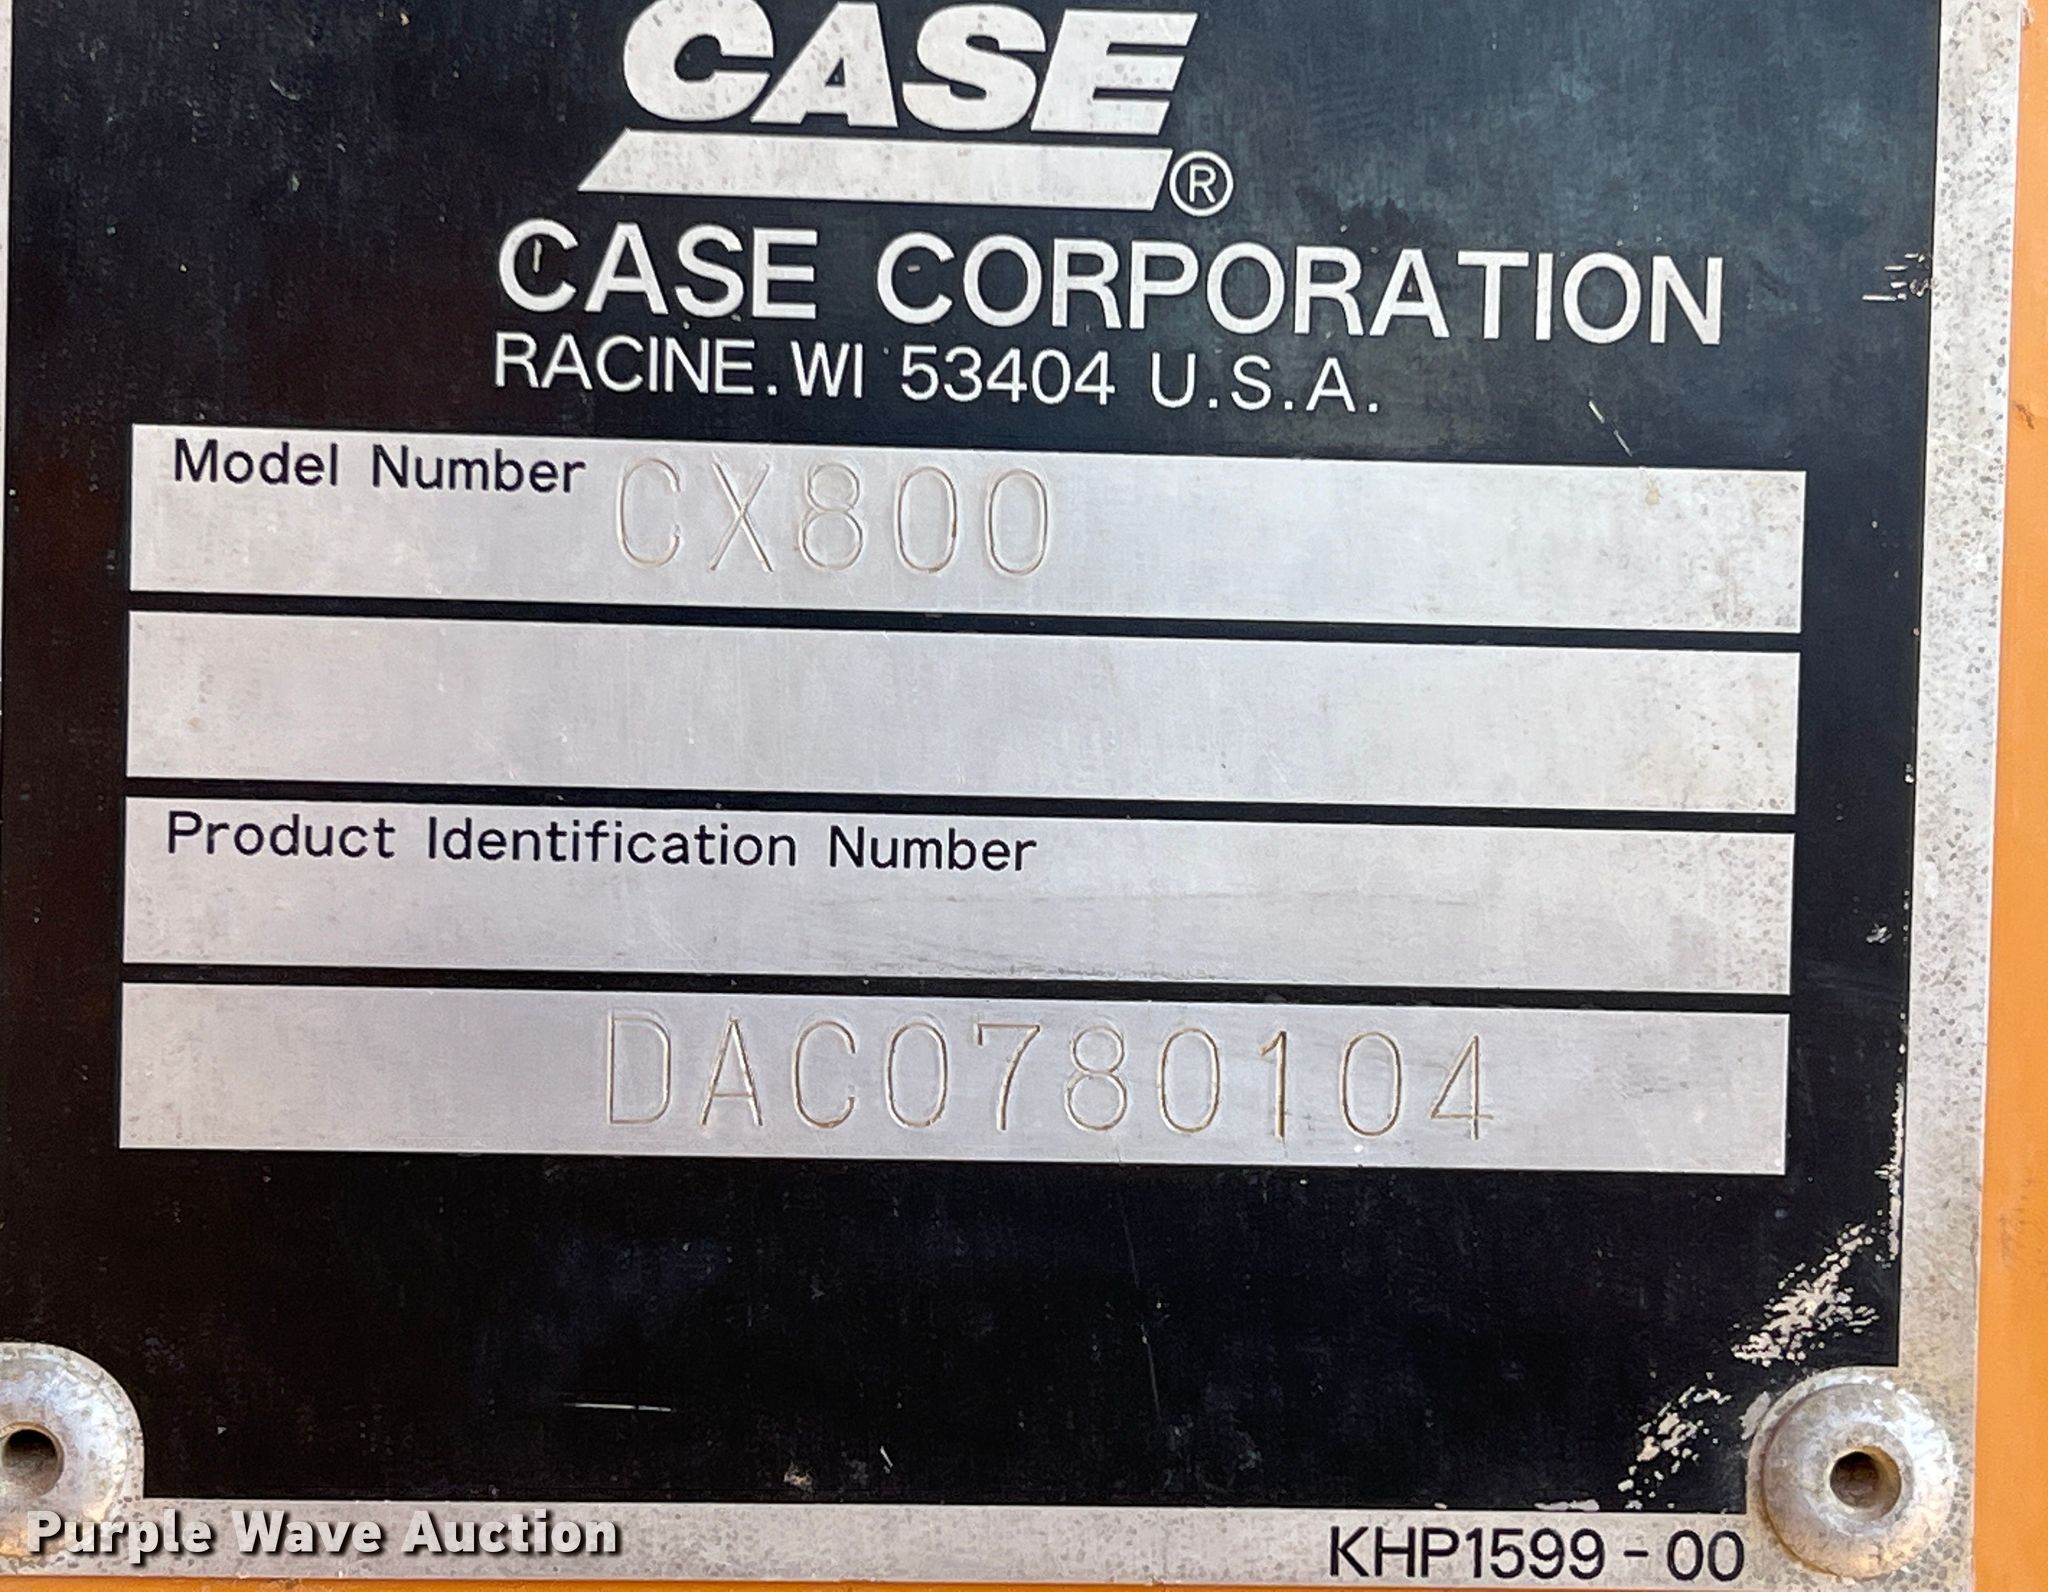 CASE ®
CASE CORPORATION
RACINE.WI 53404 U.S.A.
Model Number CX800
Product Identification Number
DAC0780104
KHP1599-00
Purple Wave Auction